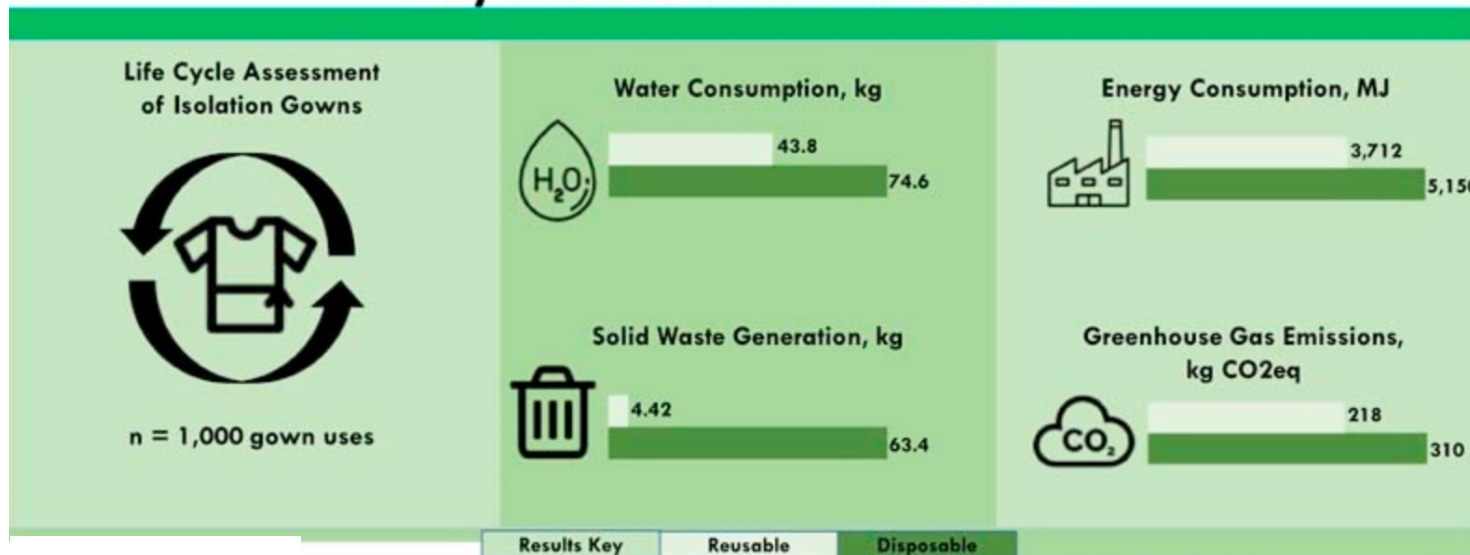 Life Cycle Assessment
of Isolation Gowns
n = 1,000 gown uses
Water Consumption, kg
H₂O
43.8
74.6
Solid Waste Generation, kg
4.42
63.4
Energy Consumption, MJ
3,712
Greenhouse Gas Emissions,
kg CO2eq
CO₂
218
310
Results Key Reusable Disposable